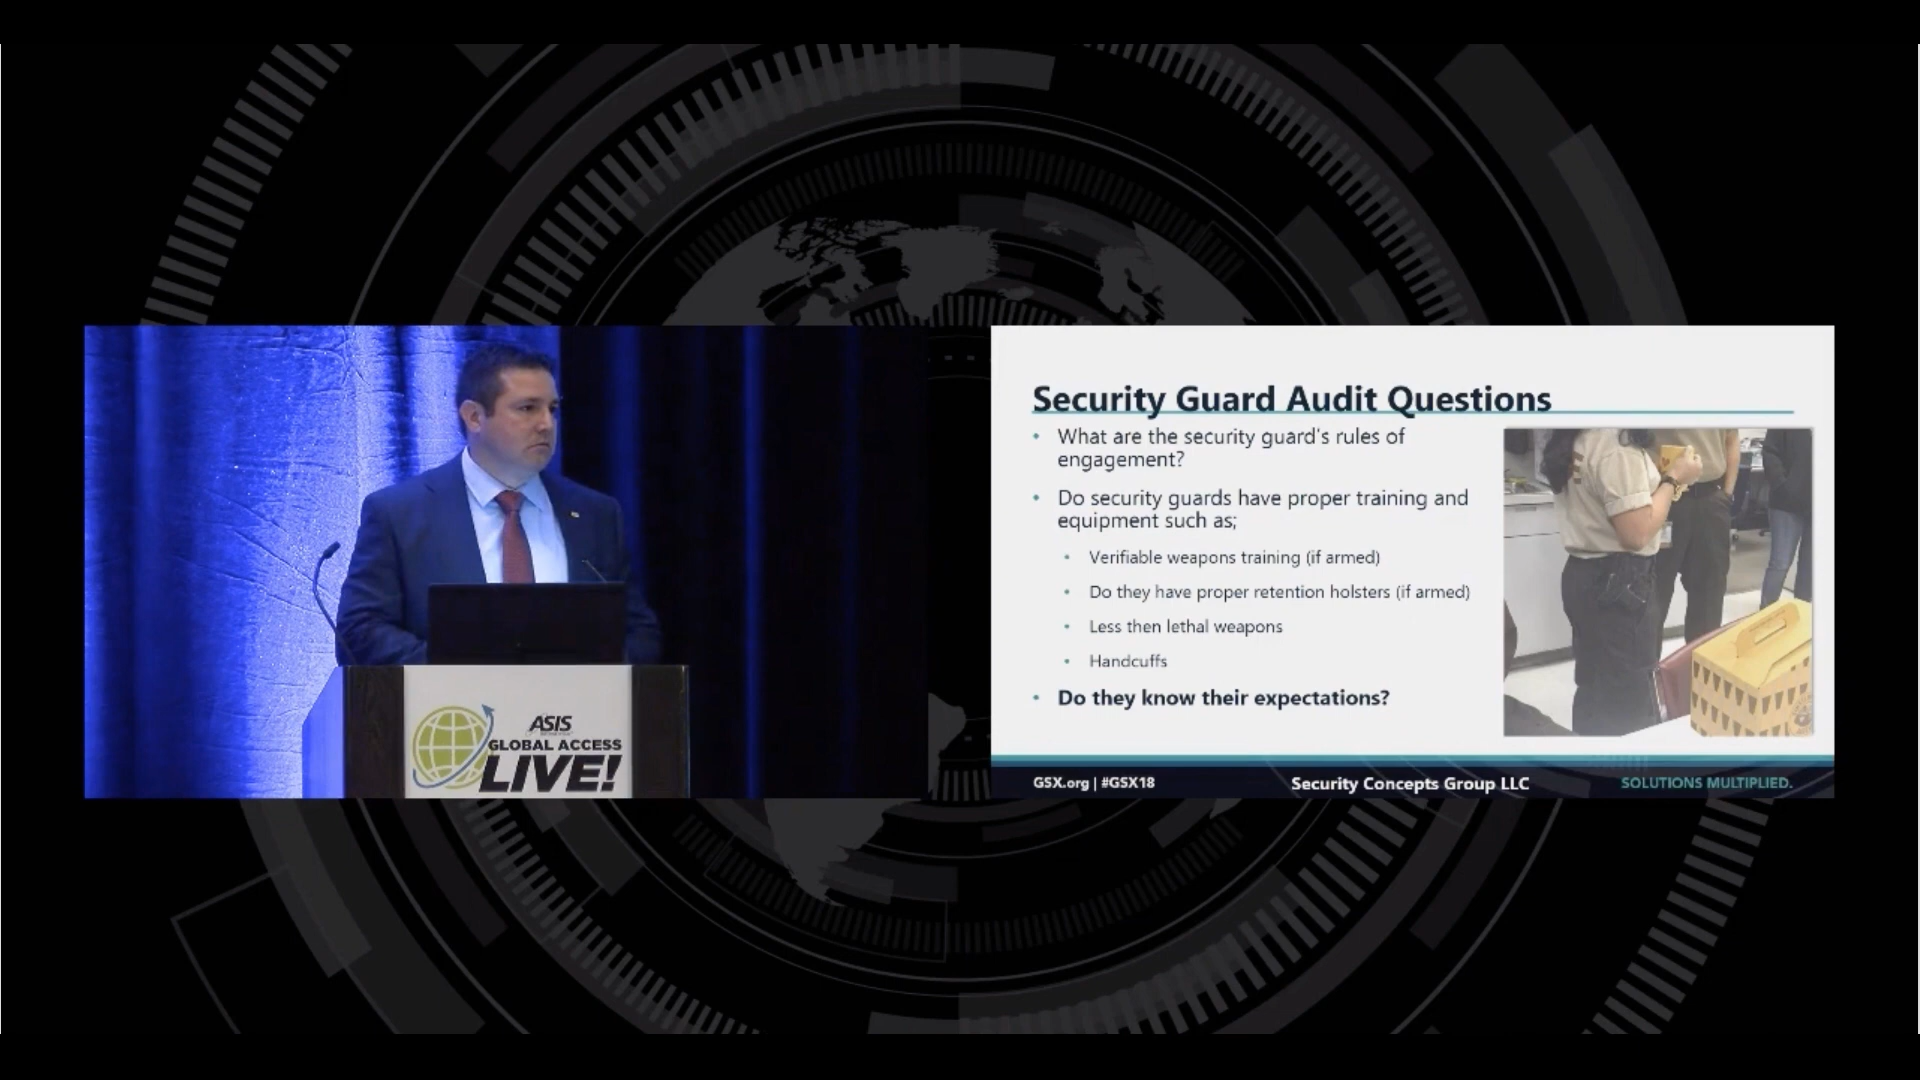 ASIS
GLOBAL ACCESS
LIVE!
Security Guard Audit Questions
• What are the security guard's rules of
engagement?
• Do security guards have proper training and
equipment such as;
• Verifiable weapons training (if armed)
• Do they have proper retention holsters (if armed)
• Less then lethal weapons
• Handcuffs
• Do they know their expectations?
GSX.org | #GSX18
Security Concepts Group LLC
SOLUTIONS MULTIPLIED.